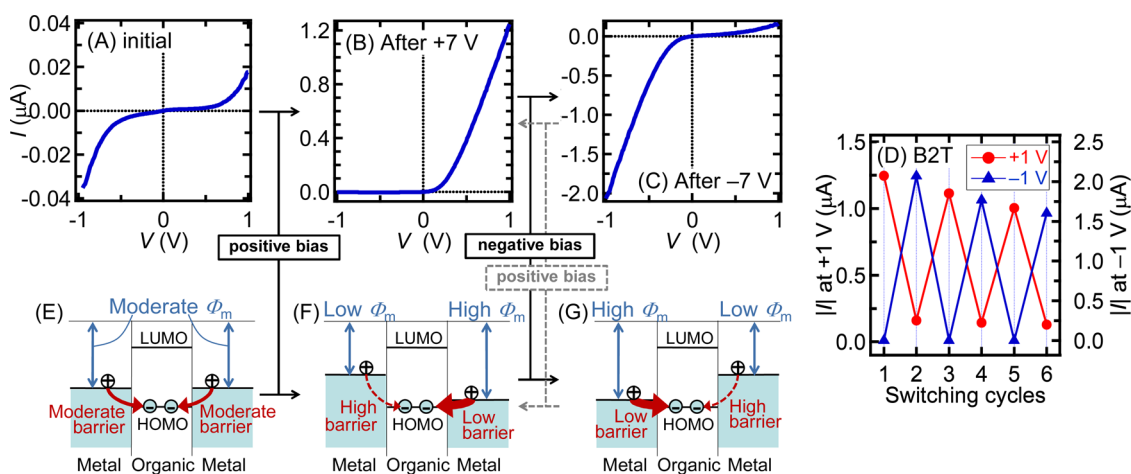 (A) initial
I (μA)
0.04
0.02
0.00
-0.02
-0.04
-1
0
1
V (V)
(B) After +7 V
1.2
0.9
0.6
0.3
0.0
-1
0
1
V (V)
(C) After –7 V
0.0
-0.5
-1.0
-1.5
-2.0
-1
0
1
V (V)
(D) B2T
+1 V
–1 V
|I| at +1 V (μA)
1.5
1.0
0.5
0.0
|I| at –1 V (μA)
2.5
2.0
1.5
1.0
0.5
0.0
1 2 3 4 5 6
Switching cycles
positive bias
negative bias
positive bias
(E)
Moderate Φm
LUMO
Moderate
barrier
Moderate
barrier
HOMO
Metal Organic Metal
(F)
Low Φm
High Φm
LUMO
High
barrier
Low
barrier
HOMO
Metal Organic Metal
(G)
High Φm
Low Φm
LUMO
Low
barrier
High
barrier
HOMO
Metal Organic Metal